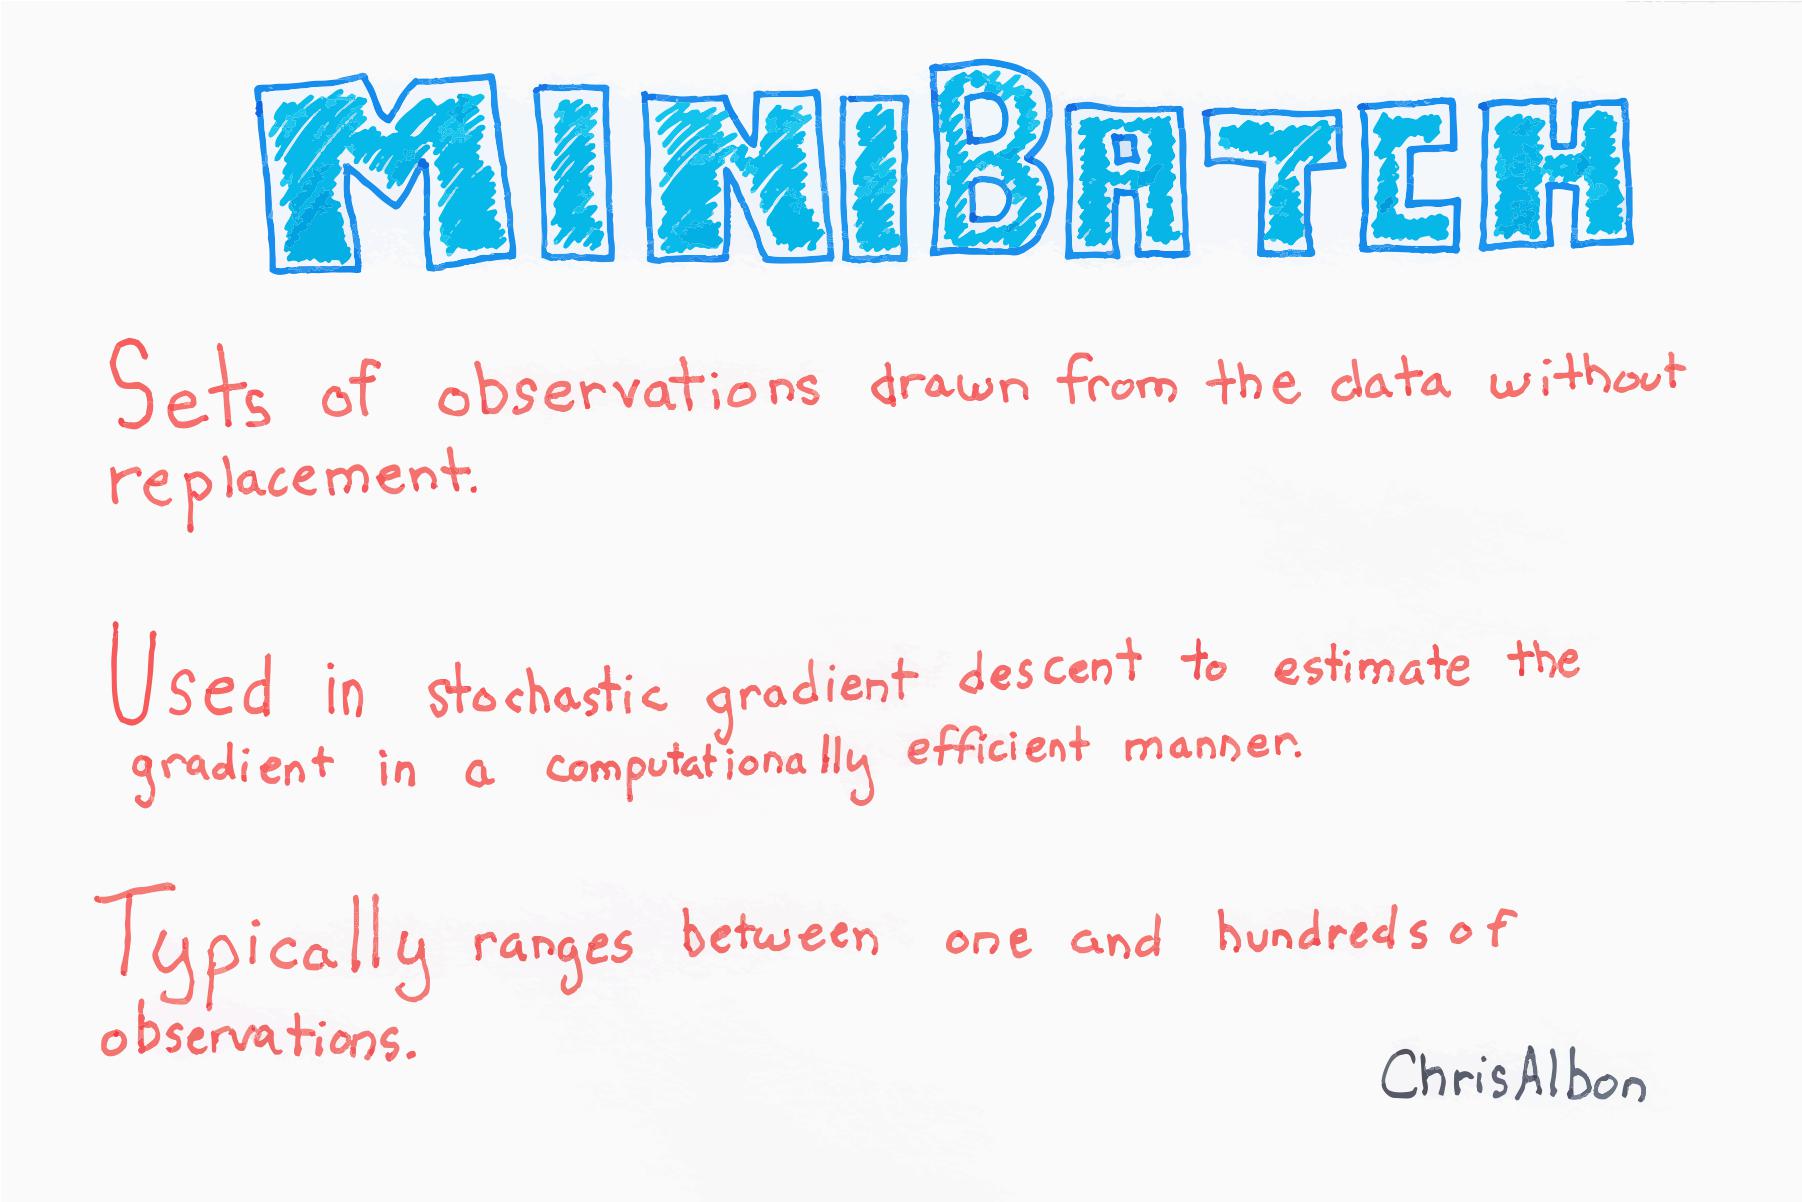 MINIBATCH
Sets of observations drawn from the data without
replacement.
Used in stochastic gradient descent to estimate the
gradient in a computationally efficient manner.
Typically ranges between one and hundreds of
observations.
ChrisAlbon